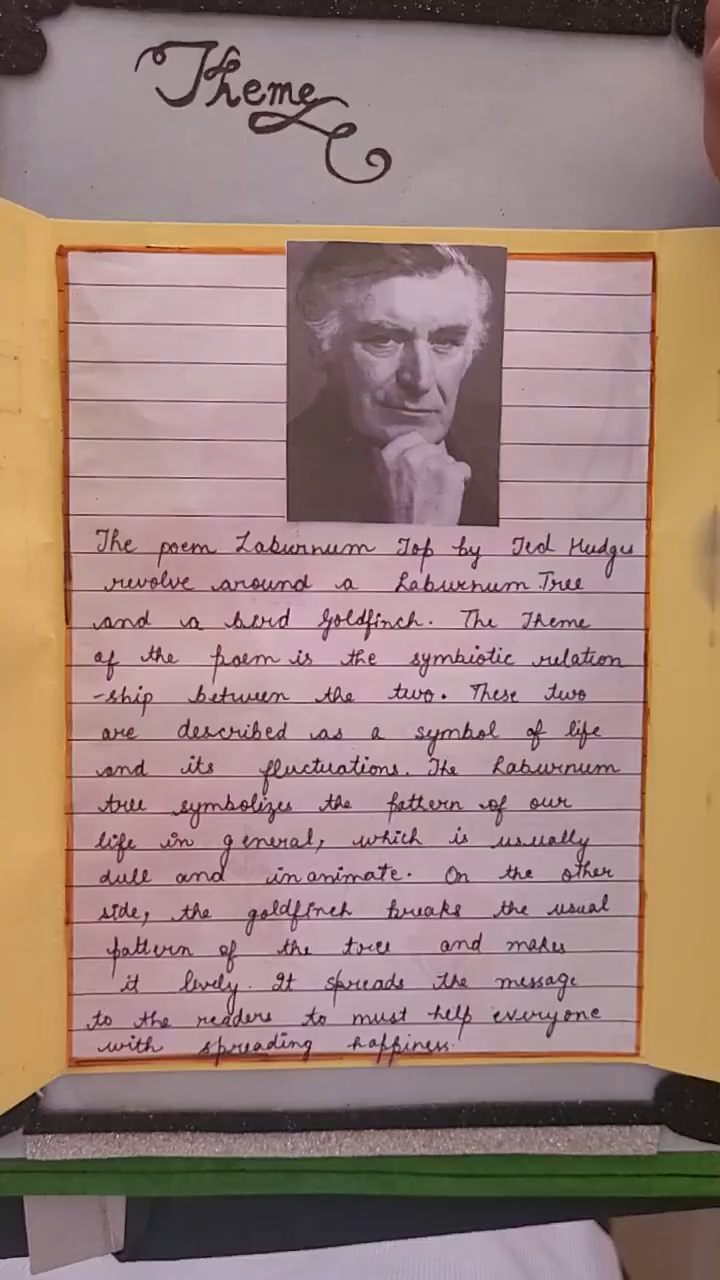 Theme
The poem Laburnum Top by Ted Hudges
revolve around a Laburnum Tree
and a bird Goldfinch. The Theme
of the poem is the symbiotic relation
-ship between the two. These two
are described as a symbol of life
and its fluctuations. The Laburnum
tree symbolizes the pattern of our
life in general, which is usually
dull and inanimate. On the other
side, the goldfinch breaks the usual
pattern of the tree and makes
it lively. It spreads the message
to the readers to must help everyone
with spreading happiness.